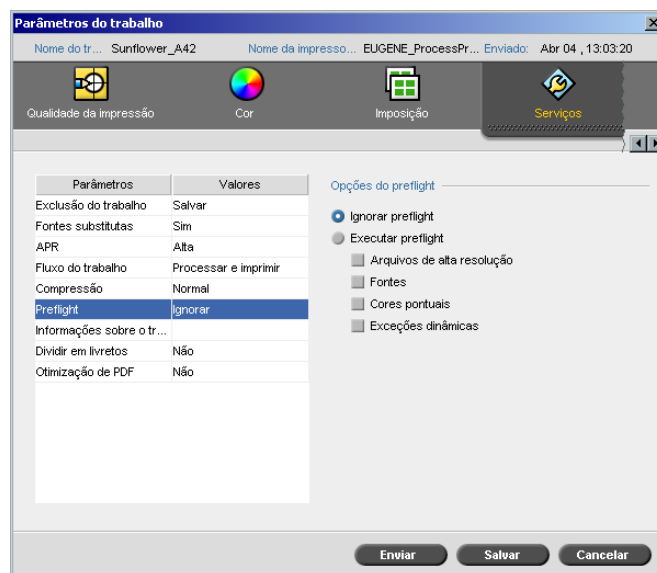 Parâmetros do trabalho
Nome do tr... Sunflower_A42 Nome da impresso... EUGENE_ProcessPr... Enviado: Abr 04 , 13:03:20
Qualidade da impressão Cor Imposição Serviços
Parâmetros Valores
Exclusão do trabalho Salvar
Fontes substitutas Sim
APR Alta
Fluxo do trabalho Processar e imprimir
Compressão Normal
Preflight Ignorar
Informações sobre o tr...
Dividir em livretos Não
Otimização de PDF Não
Opções do preflight
Ignorar preflight
Executar preflight
Arquivos de alta resolução
Fontes
Cores pontuais
Exceções dinâmicas
Enviar Salvar Cancelar